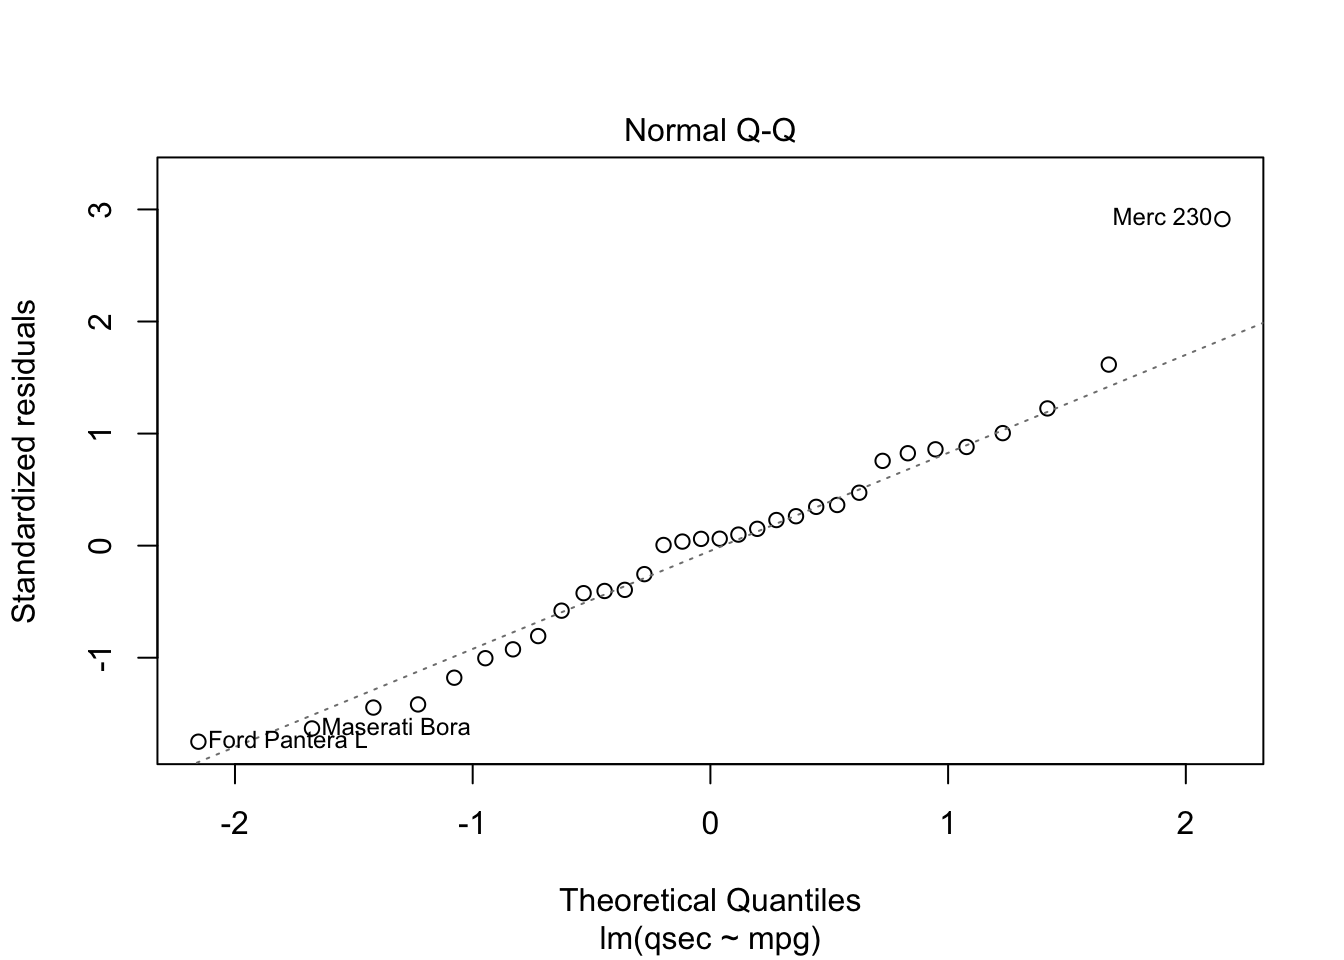 Normal Q-Q
3
2
1
0
-1
Standardized residuals
Merc 230
Maserati Bora
Ford Pantera L
-2 -1 0 1 2
Theoretical Quantiles
lm(qsec ~ mpg)